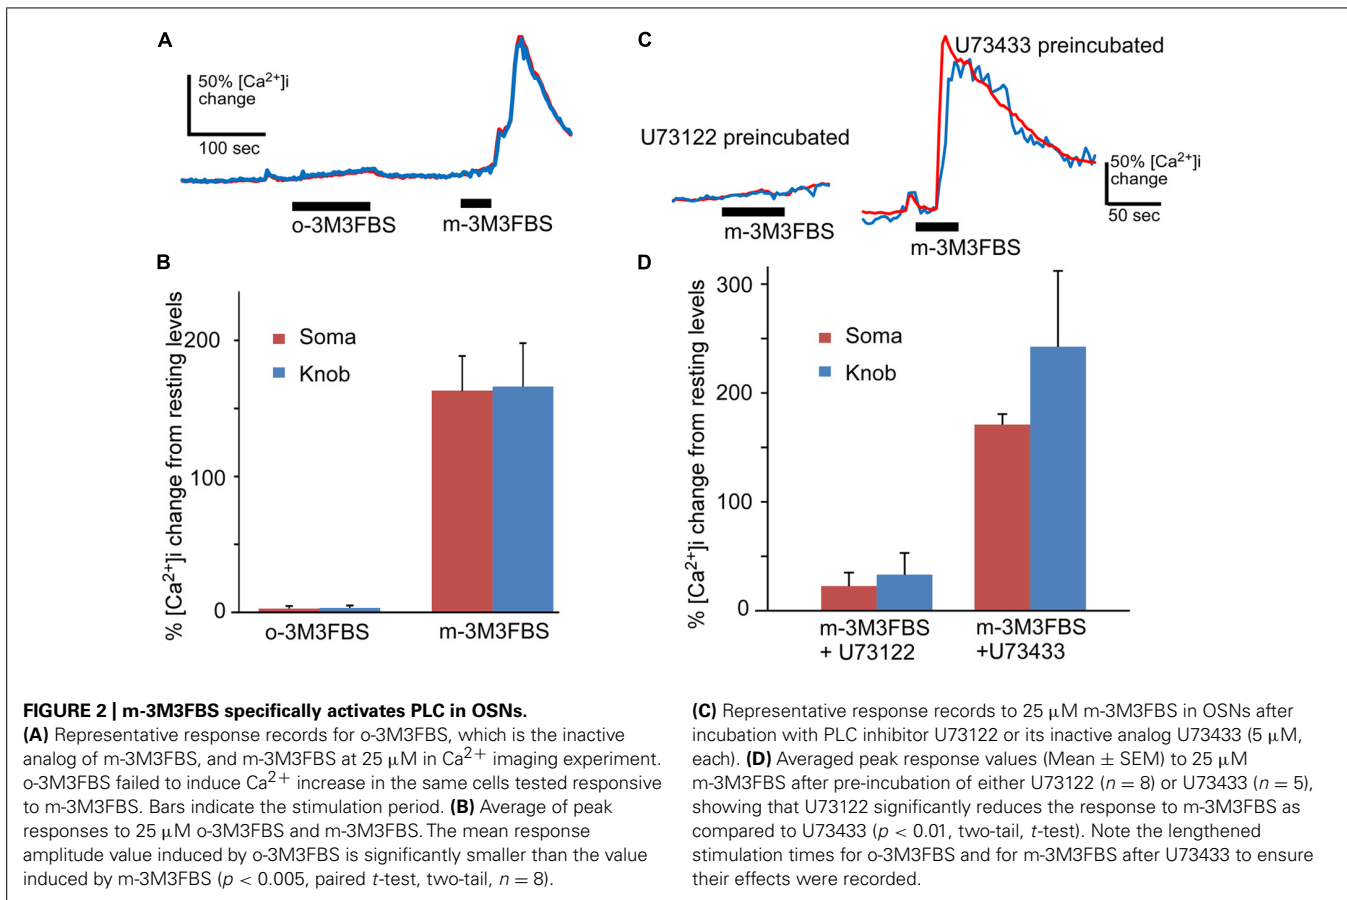 A
50% [Ca2+]i
change
100 sec
o-3M3FBS
m-3M3FBS
C
U73433 preincubated
U73122 preincubated
50% [Ca2+]i
change
50 sec
m-3M3FBS
m-3M3FBS
B
% [Ca2+]i change from resting levels
200
100
0
Soma
Knob
o-3M3FBS
m-3M3FBS
D
% [Ca2+]i change from resting levels
300
200
100
0
Soma
Knob
m-3M3FBS
+ U73122
m-3M3FBS
+U73433
FIGURE 2 | m-3M3FBS specifically activates PLC in OSNs.
(A) Representative response records for o-3M3FBS, which is the inactive
analog of m-3M3FBS, and m-3M3FBS at 25 μM in Ca2+ imaging experiment.
o-3M3FBS failed to induce Ca2+ increase in the same cells tested responsive
to m-3M3FBS. Bars indicate the stimulation period. (B) Average of peak
responses to 25 μM o-3M3FBS and m-3M3FBS. The mean response
amplitude value induced by o-3M3FBS is significantly smaller than the value
induced by m-3M3FBS (p < 0.005, paired t-test, two-tail, n = 8).
(C) Representative response records to 25 μM m-3M3FBS in OSNs after
incubation with PLC inhibitor U73122 or its inactive analog U73433 (5 μM,
each). (D) Averaged peak response values (Mean ± SEM) to 25 μM
m-3M3FBS after pre-incubation of either U73122 (n = 8) or U73433 (n = 5),
showing that U73122 significantly reduces the response to m-3M3FBS as
compared to U73433 (p < 0.01, two-tail, t-test). Note the lengthened
stimulation times for o-3M3FBS and for m-3M3FBS after U73433 to ensure
their effects were recorded.